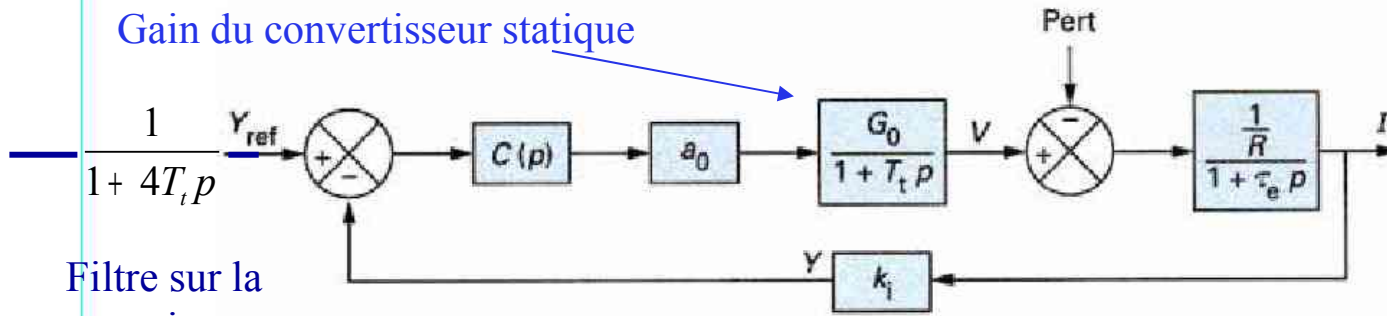 Gain du convertisseur statique
Pert
1 / (1 + 4T_t p)
Y_ref
+
-
C(p)
a_0
G_0 / (1 + T_t p)
V
-
+
(1/R) / (1 + τ_e p)
I
Y
k_i
Filtre sur la